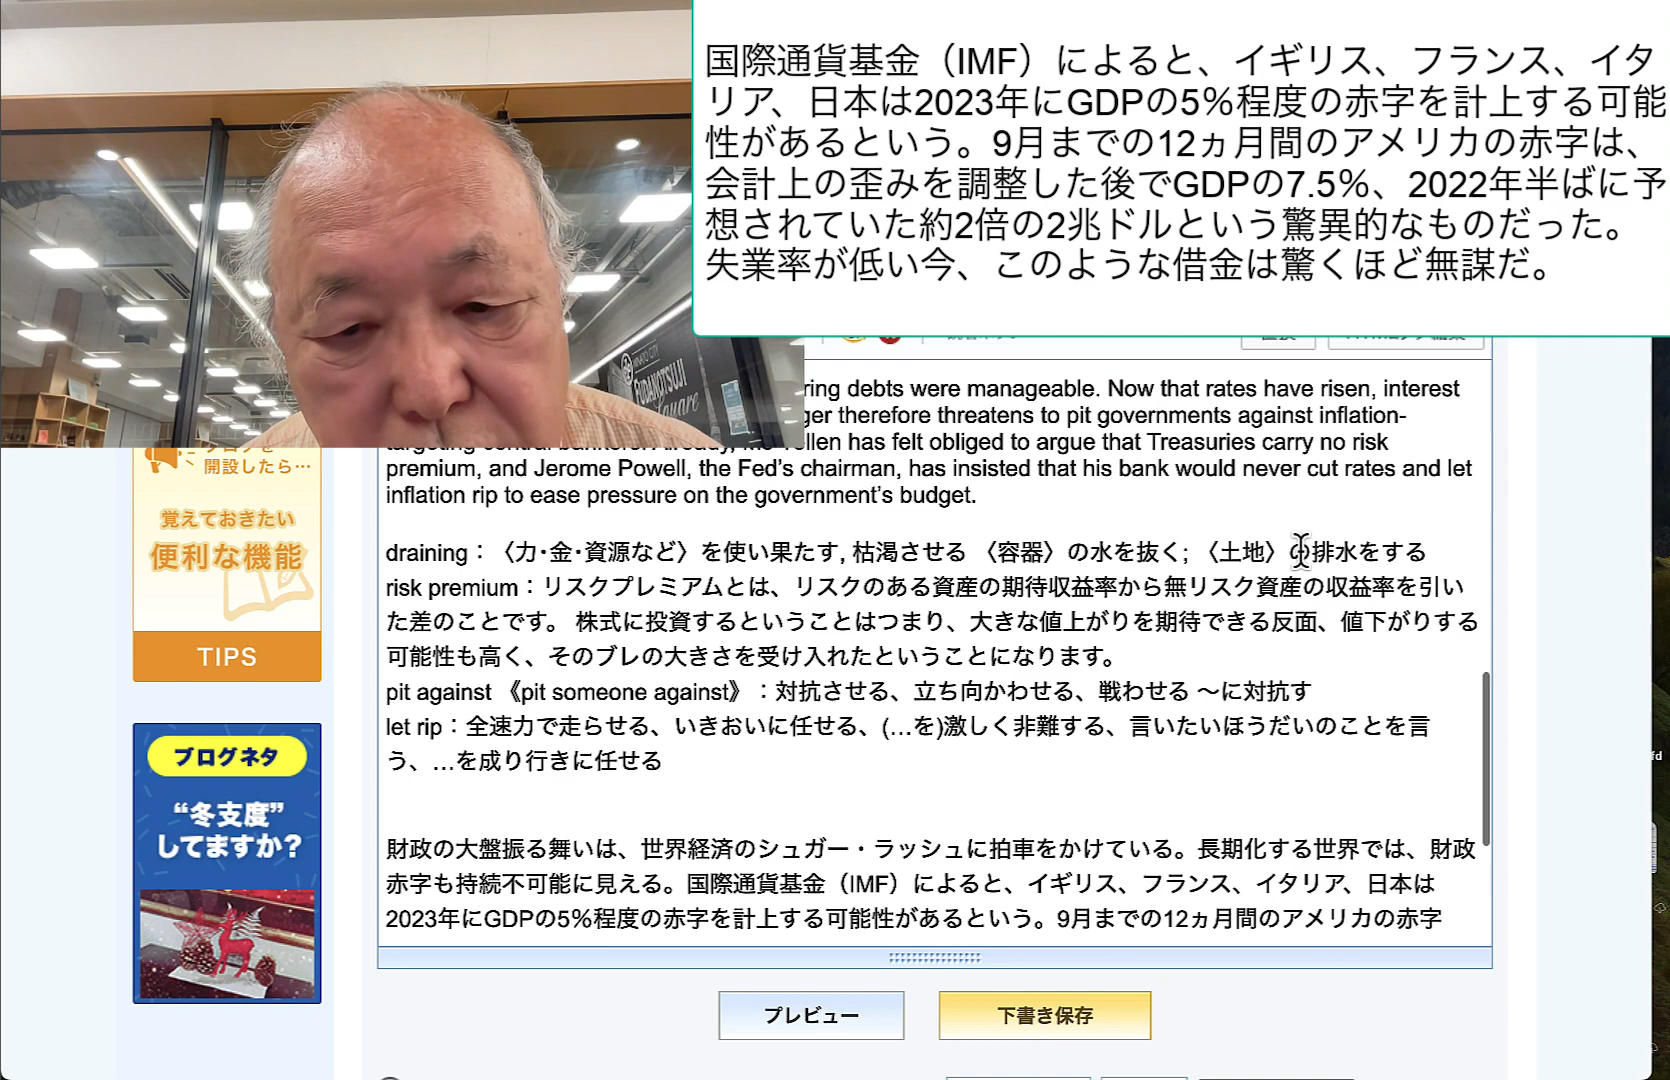 国際通貨基金（IMF）によると、イギリス、フランス、イタ
リア、日本は2023年にGDPの5%程度の赤字を計上する可能
性があるという。9月までの12ヵ月間のアメリカの赤字は、
会計上の歪みを調整した後でGDPの7.5%、2022年半ばに予
想されていた約2倍の2兆ドルという驚異的なものだった。
失業率が低い今、このような借金は驚くほど無謀だ。
MINATO CITY
FUDANOTSUJI
Square
ring debts were manageable. Now that rates have risen, interest
ger therefore threatens to pit governments against inflation-
targeting central bankers. Already, Ms Yellen has felt obliged to argue that Treasuries carry no risk
premium, and Jerome Powell, the Fed’s chairman, has insisted that his bank would never cut rates and let
inflation rip to ease pressure on the government’s budget.
draining：〈力･金･資源など〉を使い果たす, 枯渇させる 〈容器〉の水を抜く; 〈土地〉の排水をする
risk premium：リスクプレミアムとは、リスクのある資産の期待収益率から無リスク資産の収益率を引い
た差のことです。 株式に投資するということはつまり、大きな値上がりを期待できる反面、値下がりする
可能性も高く、そのブレの大きさを受け入れたということになります。
pit against 《pit someone against》：対抗させる、立ち向かわせる、戦わせる 〜に対抗す
let rip：全速力で走らせる、いきおいに任せる、(…を)激しく非難する、言いたいほうだいのことを言
う、…を成り行きに任せる
財政の大盤振る舞いは、世界経済のシュガー・ラッシュに拍車をかけている。長期化する世界では、財政
赤字も持続不可能に見える。国際通貨基金（IMF）によると、イギリス、フランス、イタリア、日本は
2023年にGDPの5%程度の赤字を計上する可能性があるという。9月までの12ヵ月間のアメリカの赤字
プレビュー
下書き保存
ブログを
開設したら…
覚えておきたい
便利な機能
TIPS
ブログネタ
“冬支度”
してますか?
fd